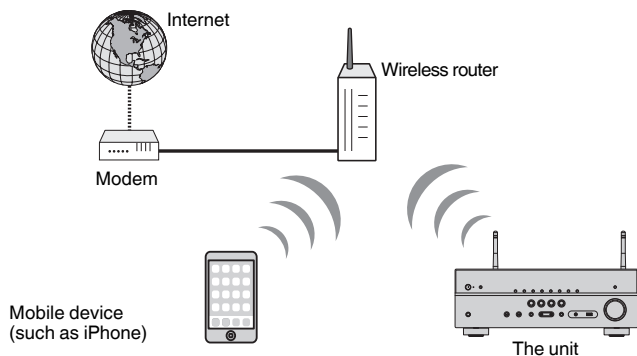 Internet
Wireless router
Modem
Mobile device
(such as iPhone)
The unit